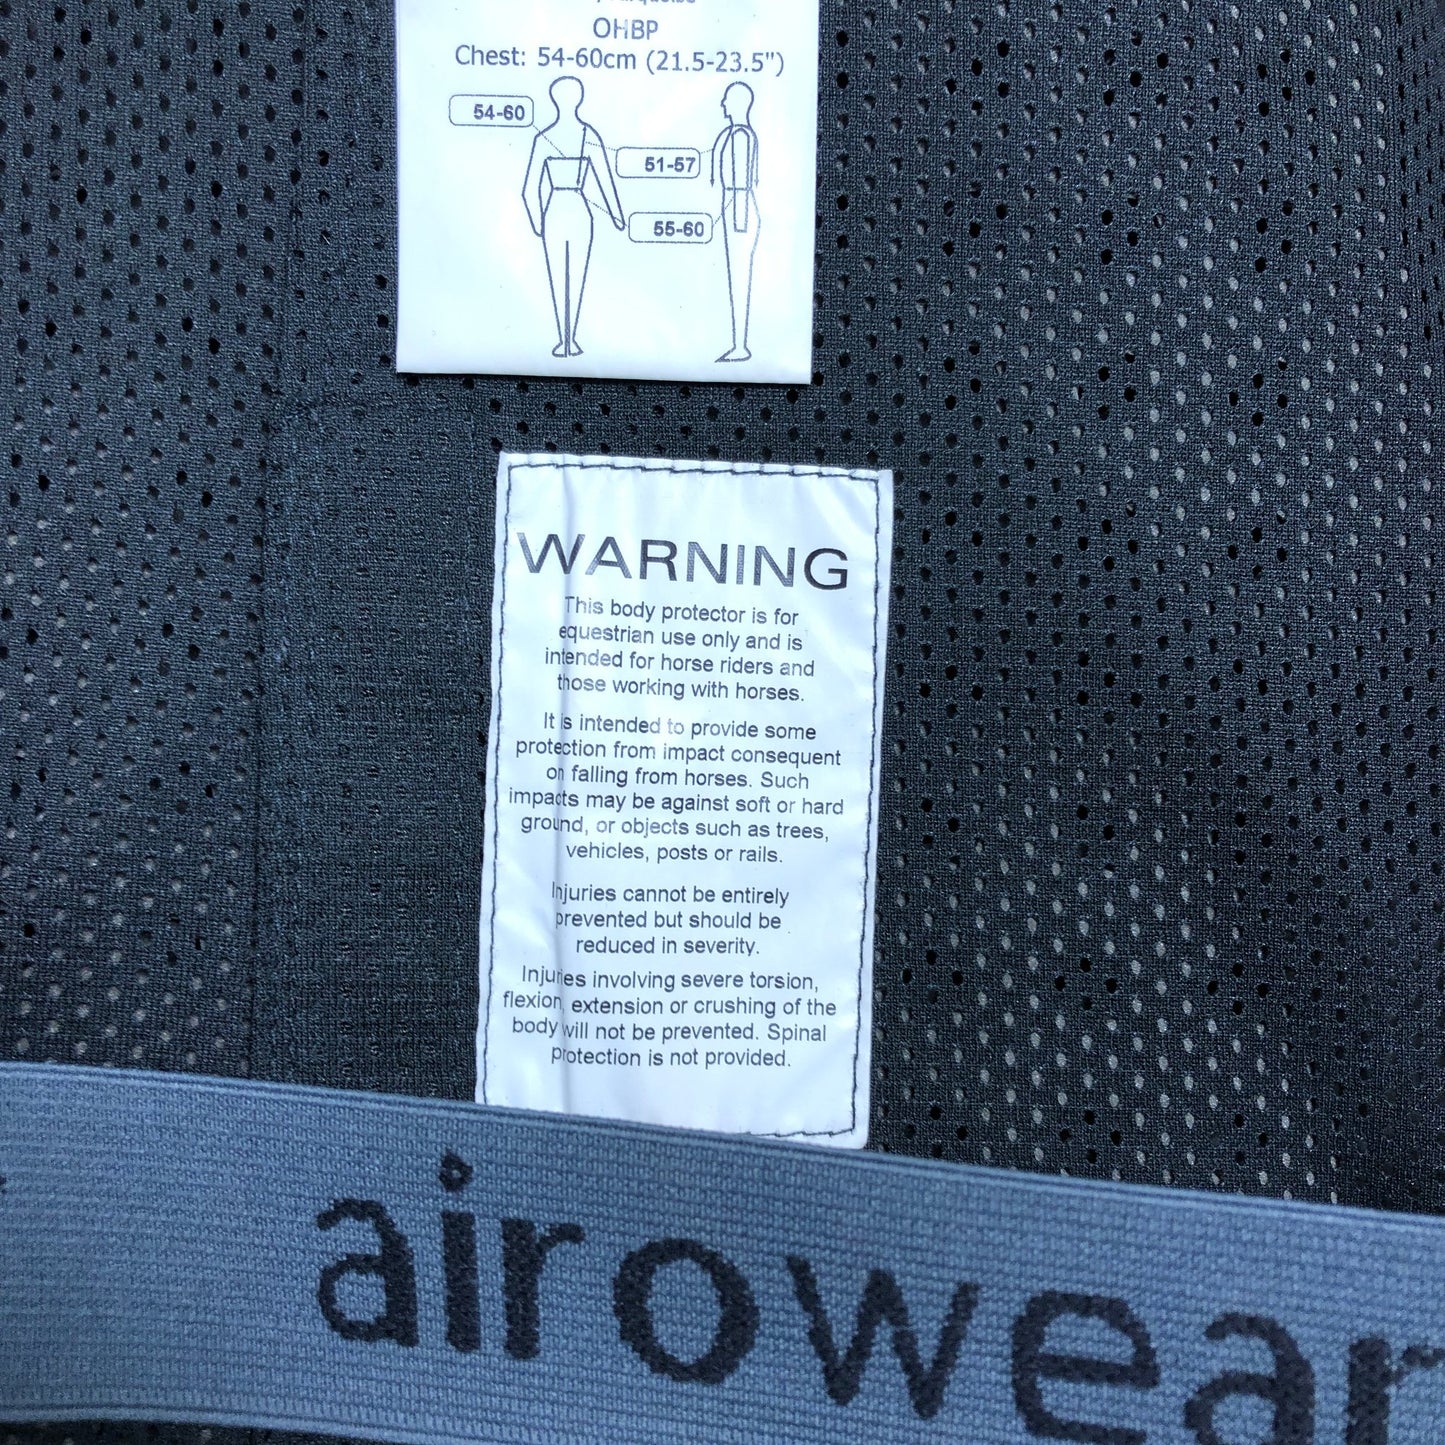 OHBP
Chest: 54-60cm (21.5-23.5")
54-60
51-57
55-60
WARNING
This body protector is for
equestrian use only and is
intended for horse riders and
those working with horses.
It is intended to provide some
protection from impact consequent
on falling from horses. Such
impacts may be against soft or hard
ground, or objects such as trees,
vehicles, posts or rails.
Injuries cannot be entirely
prevented but should be
reduced in severity.
Injuries involving severe torsion,
flexion, extension or crushing of the
body will not be prevented. Spinal
protection is not provided.
airowear